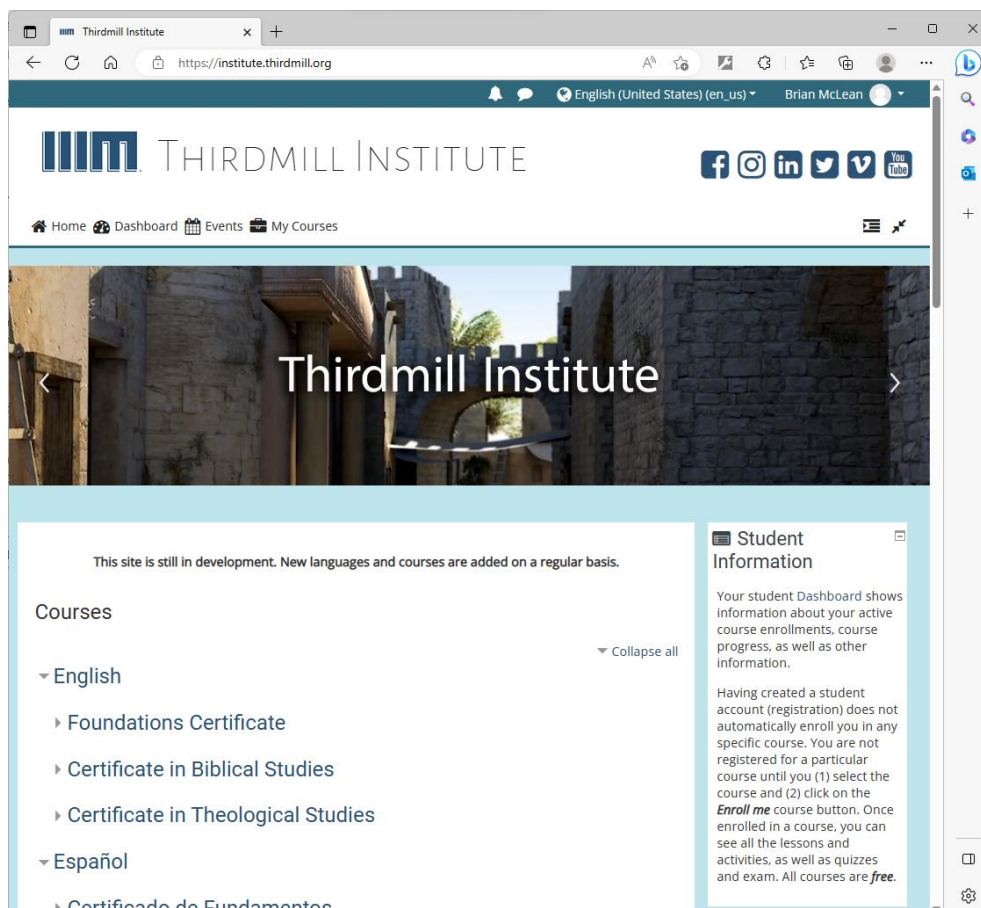 Thirdmill Institute
https://institute.thirdmill.org
English (United States) (en_us)
Brian McLean
THIRDMILL INSTITUTE
You
Tube
Home Dashboard Events My Courses
Thirdmill Institute
This site is still in development. New languages and courses are added on a regular basis.
Courses
Collapse all
English
Foundations Certificate
Certificate in Biblical Studies
Certificate in Theological Studies
Español
Certificado de Fundamentos
Student
Information
Your student Dashboard shows
information about your active
course enrollments, course
progress, as well as other
information.
Having created a student
account (registration) does not
automatically enroll you in any
specific course. You are not
registered for a particular
course until you (1) select the
course and (2) click on the
Enroll me course button. Once
enrolled in a course, you can
see all the lessons and
activities, as well as quizzes
and exam. All courses are free.